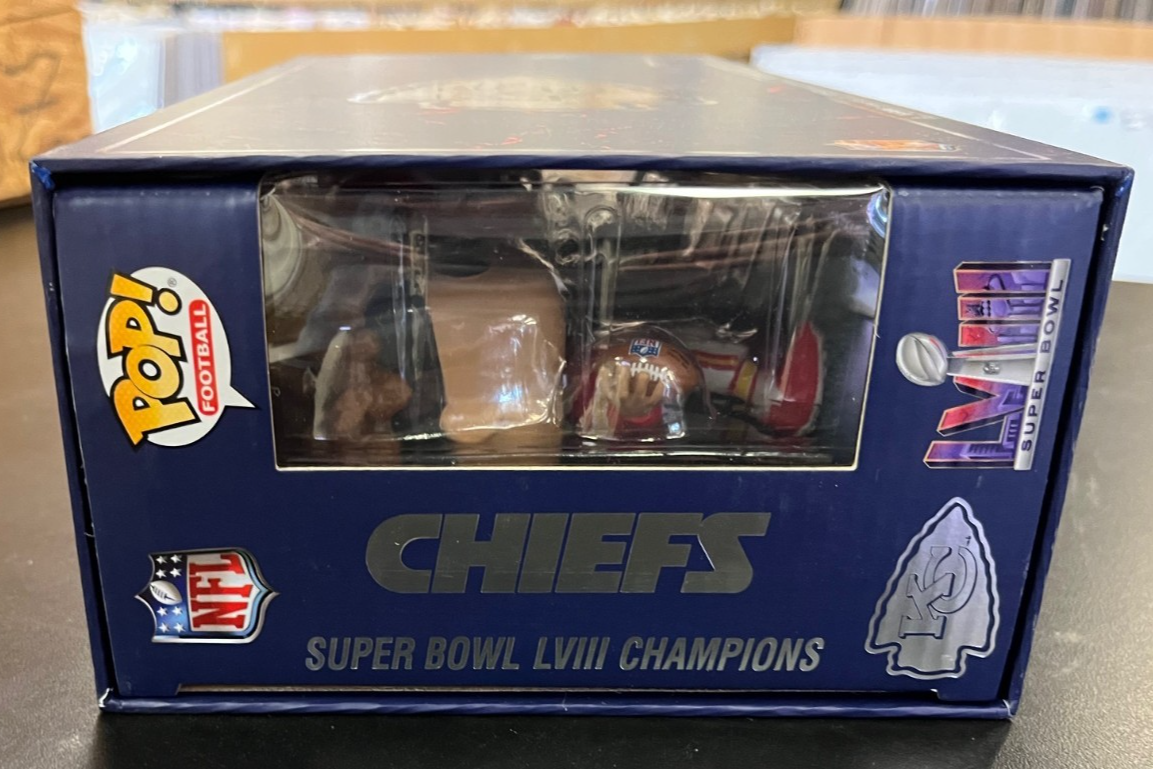 POP!
FOOTBALL
LVIII
SUPER BOWL
CHIEFS
NFL
KC
SUPER BOWL LVIII CHAMPIONS